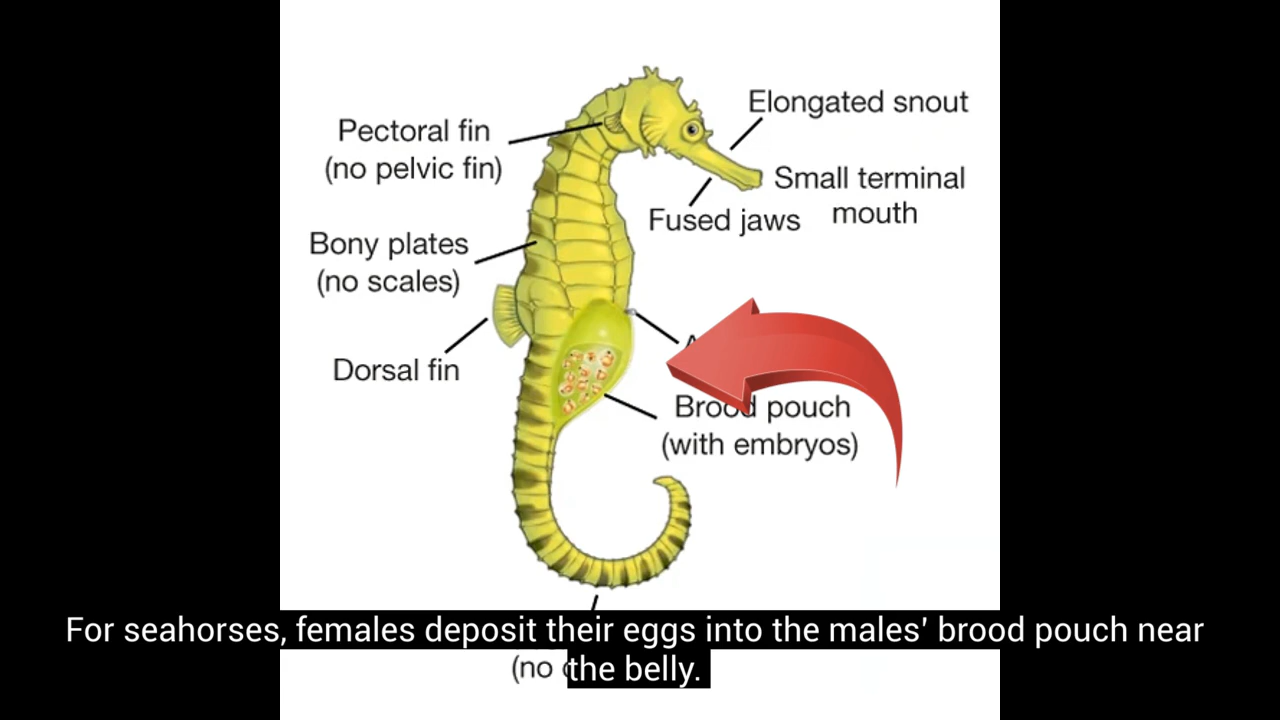 Elongated snout
Pectoral fin
(no pelvic fin)
Small terminal
mouth
Fused jaws
Bony plates
(no scales)
Dorsal fin
Brood pouch
(with embryos)
For seahorses, females deposit their eggs into the males' brood pouch near
the belly.
(no